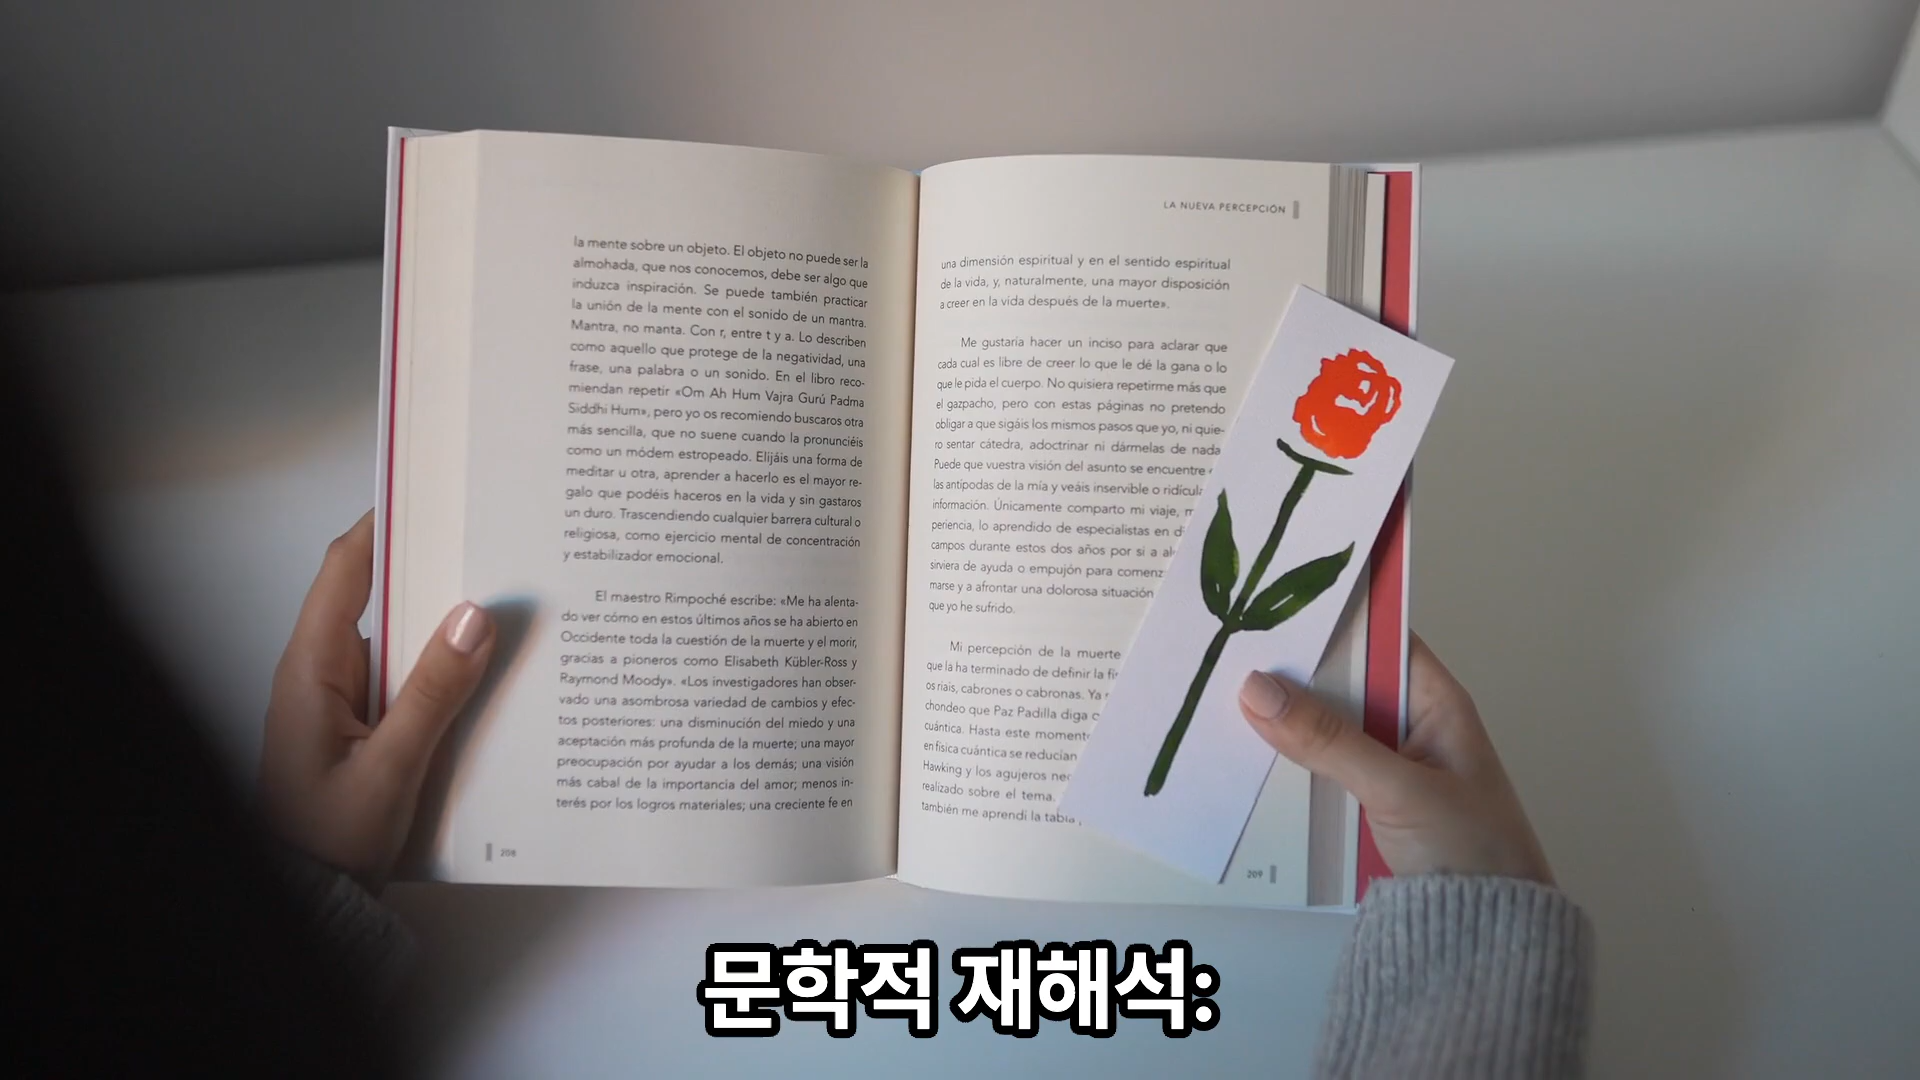 la mente sobre un objeto. El objeto no puede ser la
almohada, que nos conocemos, debe ser algo que
induzca inspiración. Se puede también practicar
la unión de la mente con el sonido de un mantra.
Mantra, no manta. Con r, entre t y a. Lo describen
como aquello que protege de la negatividad, una
frase, una palabra o un sonido. En el libro reco-
miendan repetir «Om Ah Hum Vajra Gurú Padma
Siddhi Hum», pero yo os recomiendo buscaros otra
más sencilla, que no suene cuando la pronunciéis
como un módem estropeado. Elijáis una forma de
meditar u otra, aprender a hacerlo es el mayor re-
galo que podéis haceros en la vida y sin gastaros
un duro. Trascendiendo cualquier barrera cultural o
religiosa, como ejercicio mental de concentración
y estabilizador emocional.
El maestro Rimpoché escribe: «Me ha alenta-
do ver cómo en estos últimos años se ha abierto en
Occidente toda la cuestión de la muerte y el morir,
gracias a pioneros como Elisabeth Kübler-Ross y
Raymond Moody». «Los investigadores han obser-
vado una asombrosa variedad de cambios y efec-
tos posteriores: una disminución del miedo y una
aceptación más profunda de la muerte; una mayor
preocupación por ayudar a los demás; una visión
más cabal de la importancia del amor; menos in-
terés por los logros materiales; una creciente fe en
208
LA NUEVA PERCEPCIÓN
una dimensión espiritual y en el sentido espiritual
de la vida, y, naturalmente, una mayor disposición
a creer en la vida después de la muerte».
Me gustaría hacer un inciso para aclarar que
cada cual es libre de creer lo que le dé la gana o lo
que le pida el cuerpo. No quisiera repetirme más que
el gazpacho, pero con estas páginas no pretendo
obligar a que sigáis los mismos pasos que yo, ni quie-
ro sentar cátedra, adoctrinar ni dármelas de nada
Puede que vuestra visión del asunto se encuentre
las antípodas de la mía y veáis inservible o ridícula
información. Únicamente comparto mi viaje,
periencia, lo aprendido de especialistas en
campos durante estos dos años por si a
sirviera de ayuda o empujón para
marse y a afrontar una dolorosa situación
que yo he sufrido.
Mi percepción de la muerte
que la ha terminado de definir la
os riais, cabrones o cabronas. Ya
chondeo que Paz Padilla diga
cuántica. Hasta este momento
en física cuántica se reducían
Hawking y los agujeros
realizado sobre el tema.
también me aprendí la tabla
209
문학적 재해석: